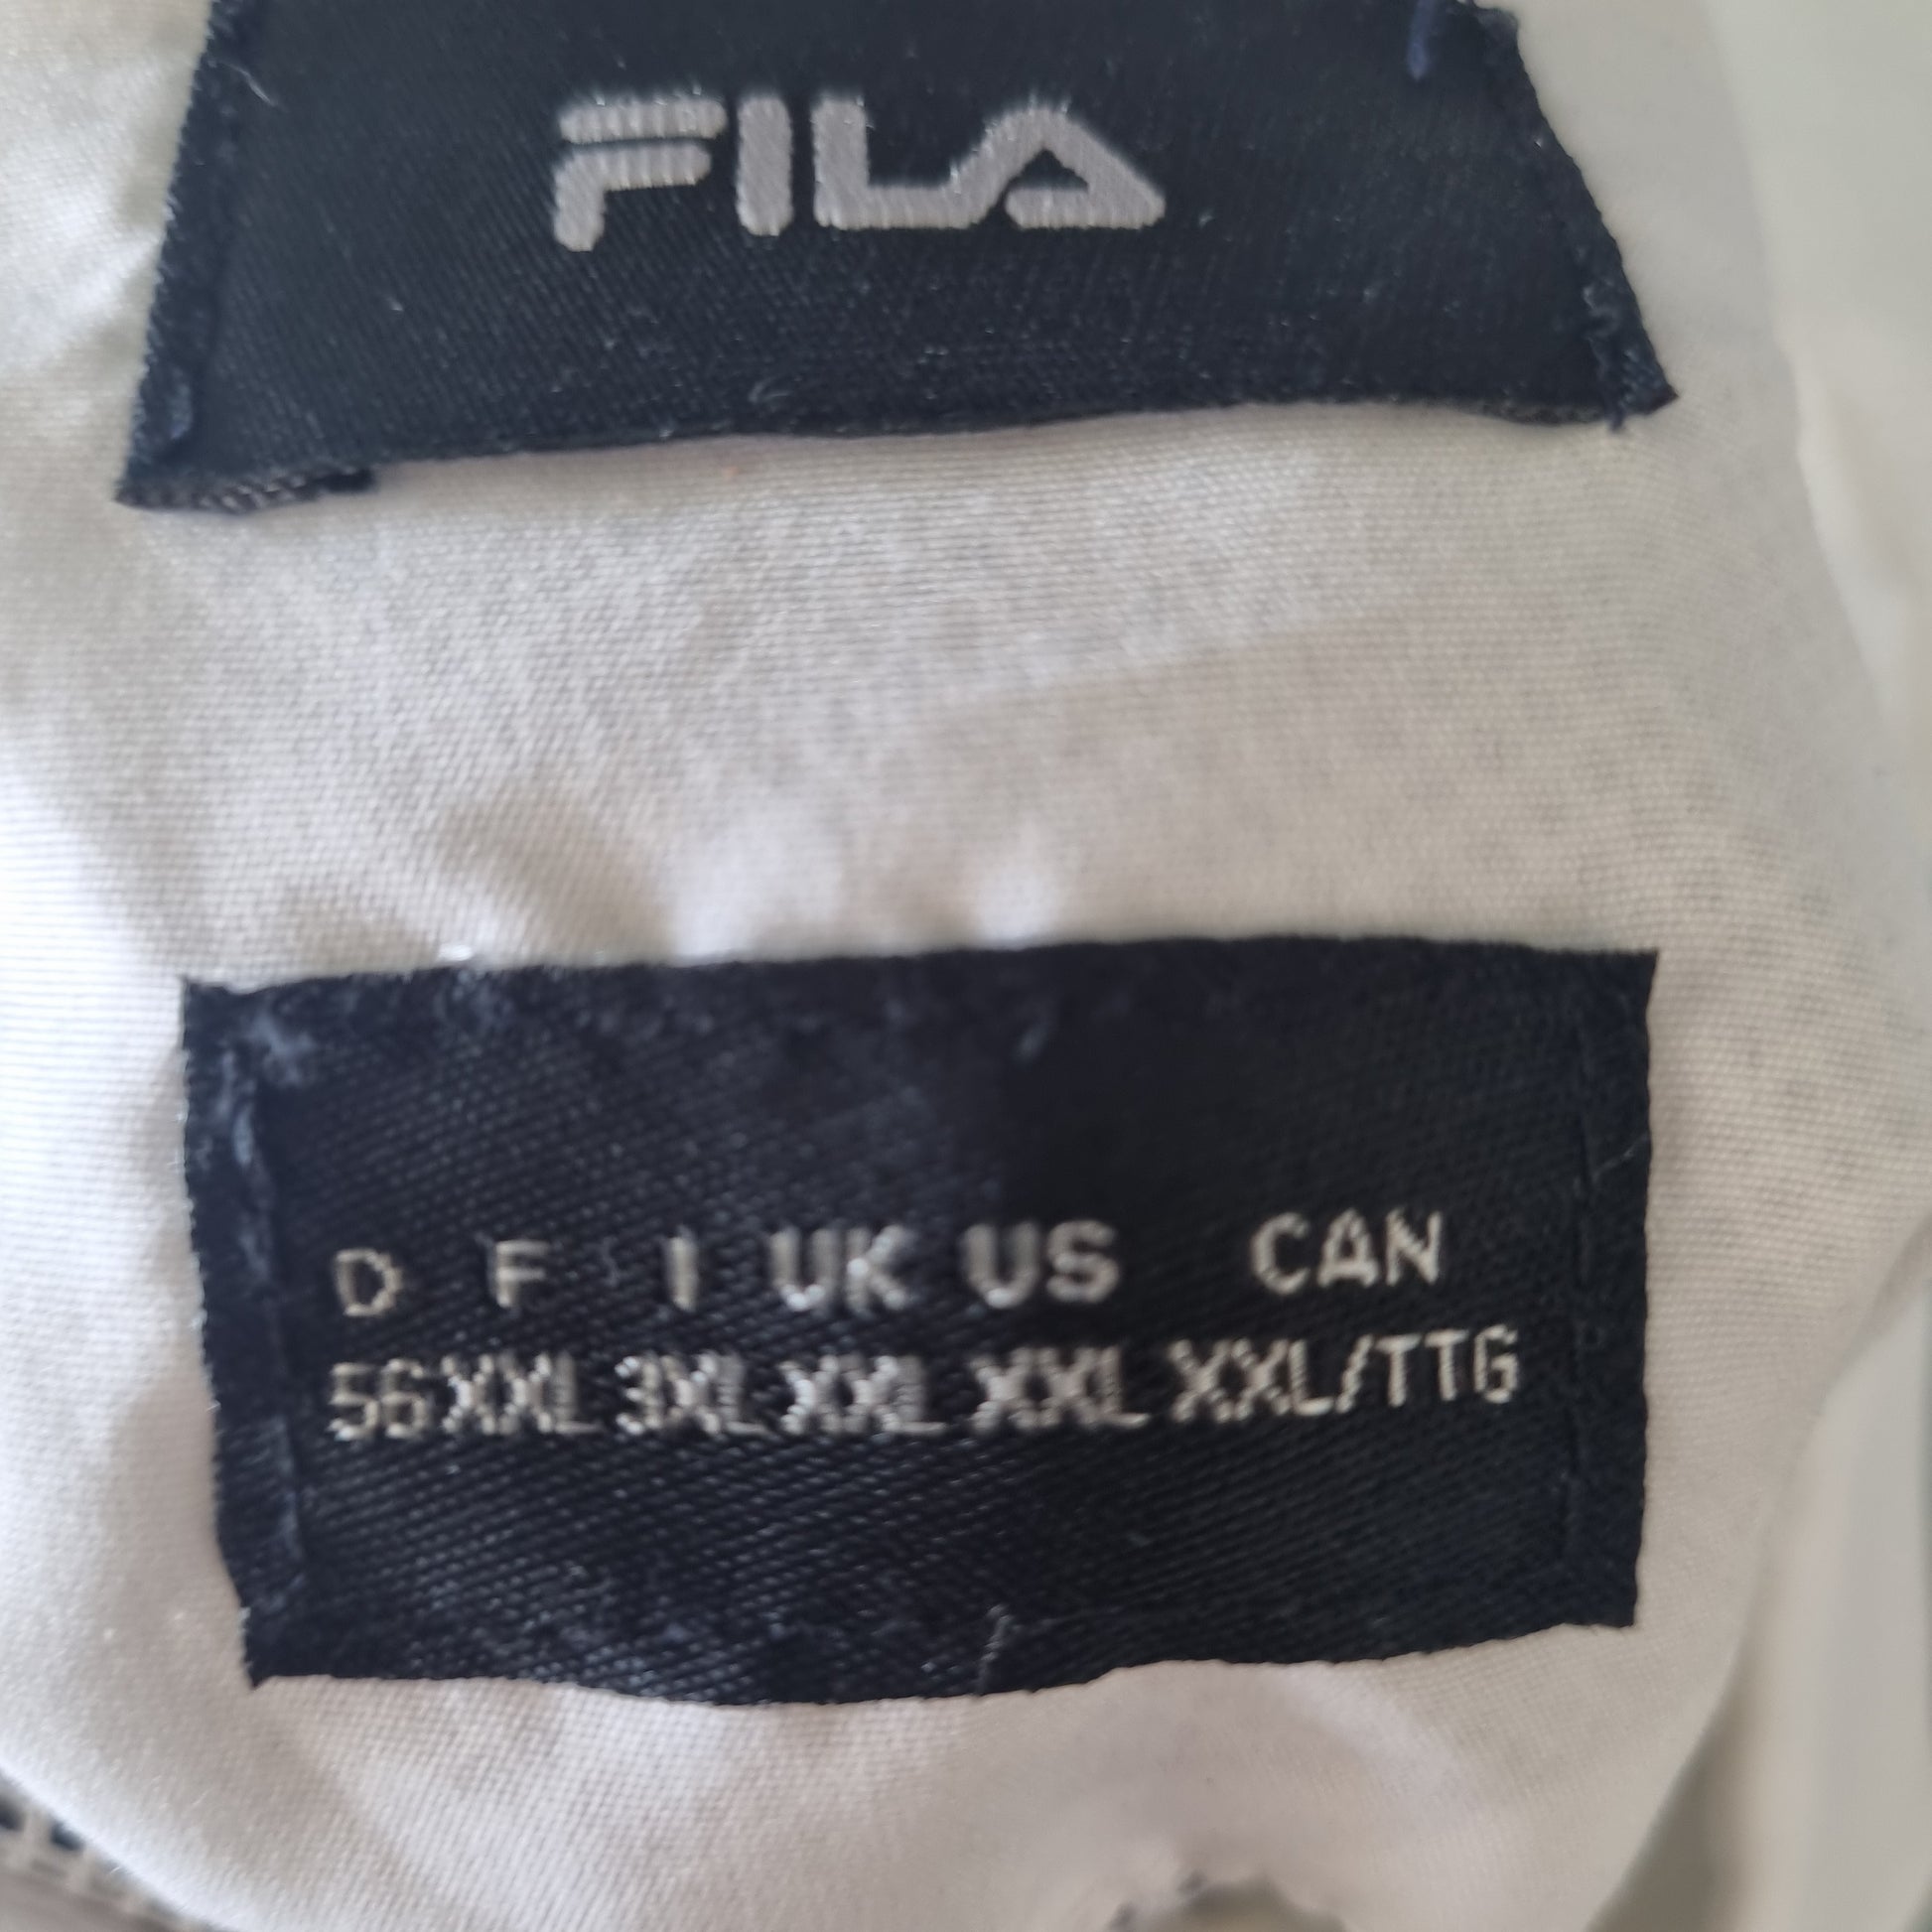 FILA
D F I UK US CAN
56 XXL 3XL XXL XXL XXL/TTG